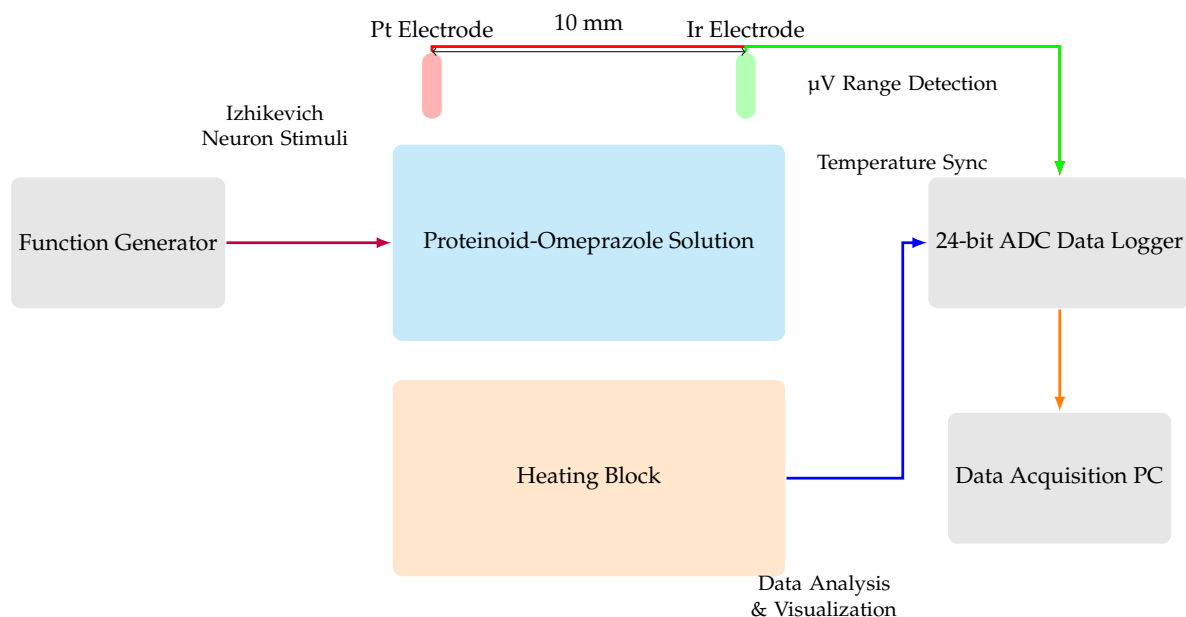 10 mm
Pt Electrode
Ir Electrode
µV Range Detection
Izhikevich
Neuron Stimuli
Temperature Sync
Function Generator
Proteinoid-Omeprazole Solution
24-bit ADC Data Logger
Heating Block
Data Acquisition PC
Data Analysis
& Visualization